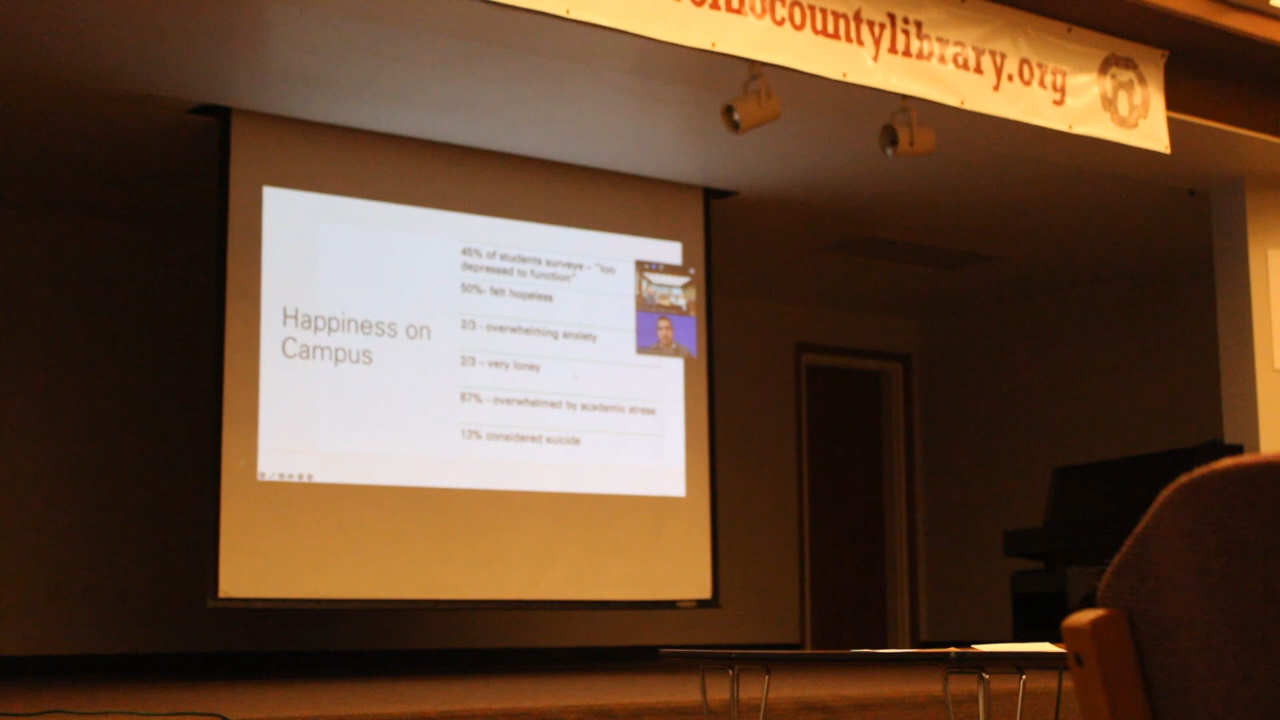 countylibrary.org
Happiness on
Campus
45% of students surveys – "too
depressed to function"
50%- felt hopeless
2/3 - overwhelming anxiety
2/3 – very loney
87% - overwhelmed by academic stress
13% considered suicide